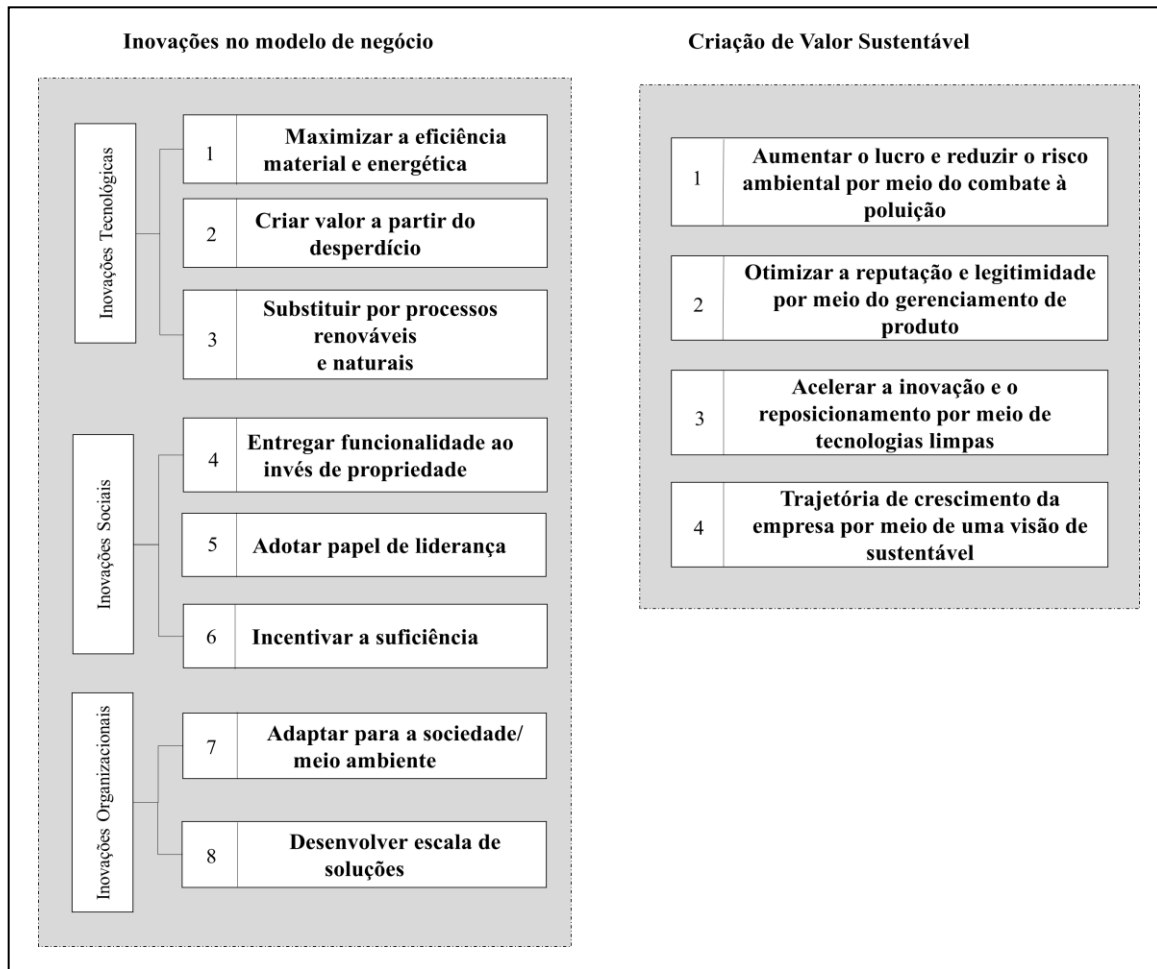 Inovações no modelo de negócio
Inovações Tecnológicas
1
Maximizar a eficiência
material e energética
2
Criar valor a partir do
desperdício
3
Substituir por processos
renováveis
e naturais
Inovações Sociais
4
Entregar funcionalidade ao
invés de propriedade
5
Adotar papel de liderança
6
Incentivar a suficiência
Inovações Organizacionais
7
Adaptar para a sociedade/
meio ambiente
8
Desenvolver escala de
soluções
Criação de Valor Sustentável
1
Aumentar o lucro e reduzir o risco
ambiental por meio do combate à
poluição
2
Otimizar a reputação e legitimidade
por meio do gerenciamento de
produto
3
Acelerar a inovação e o
reposicionamento por meio de
tecnologias limpas
4
Trajetória de crescimento da
empresa por meio de uma visão de
sustentável